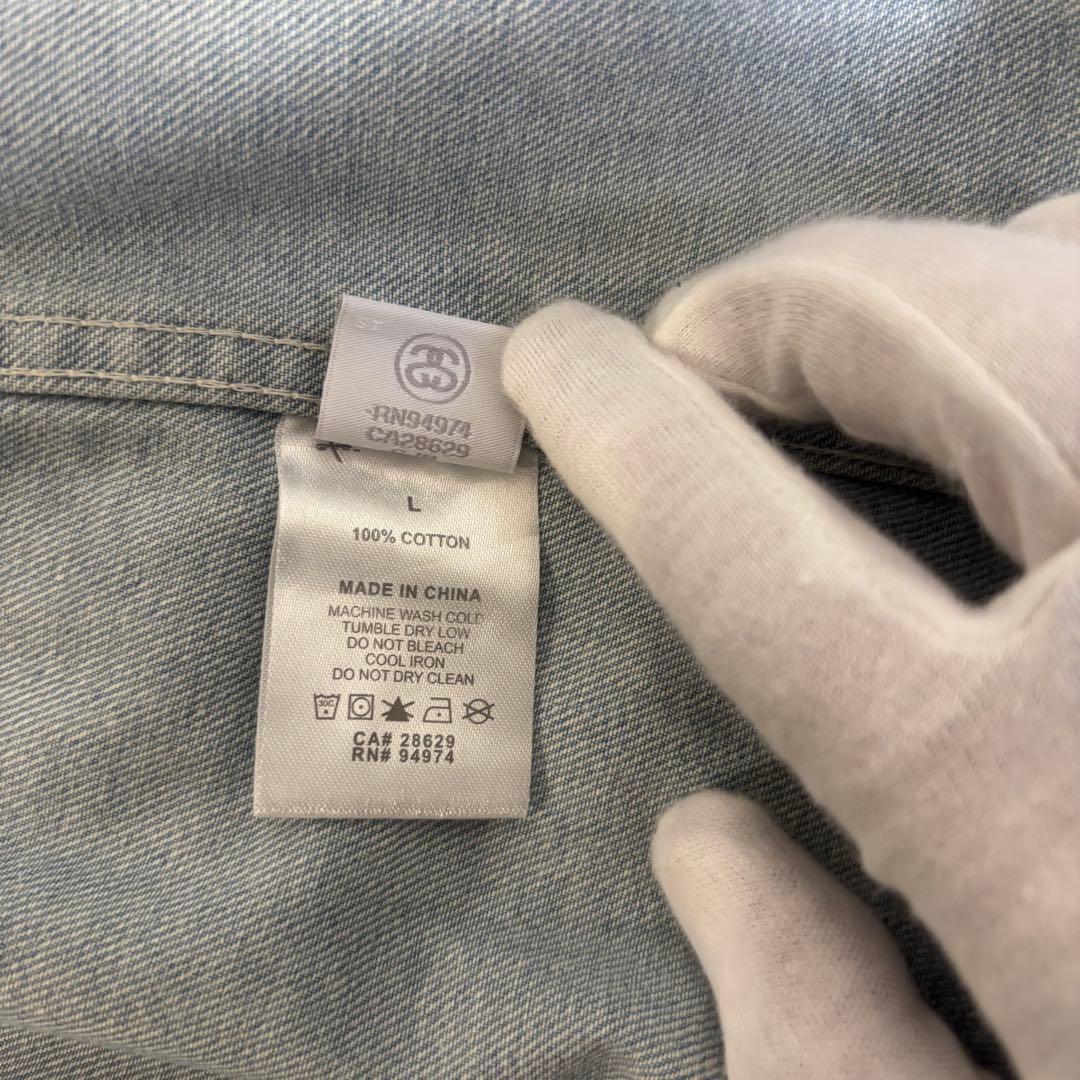 RN94974
CA28629
L
100% COTTON
MADE IN CHINA
MACHINE WASH COLD
TUMBLE DRY LOW
DO NOT BLEACH
COOL IRON
DO NOT DRY CLEAN
30C
CA# 28629
RN# 94974